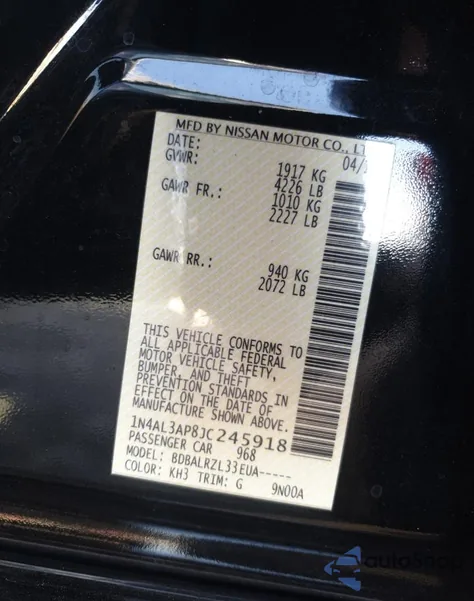 MFD BY NISSAN MOTOR CO., LT
DATE: 04/
GVWR: 1917 KG
4226 LB
GAWR FR.: 1010 KG
2227 LB
GAWR RR.: 940 KG
2072 LB
THIS VEHICLE CONFORMS TO
ALL APPLICABLE FEDERAL
MOTOR VEHICLE SAFETY,
BUMPER, AND THEFT
PREVENTION STANDARDS IN
EFFECT ON THE DATE OF
MANUFACTURE SHOWN ABOVE.
1N4AL3AP8JC245918
PASSENGER CAR 968
MODEL: BDBALRZL33EUA-----
COLOR: KH3 TRIM: G 9N00A
autoSnap